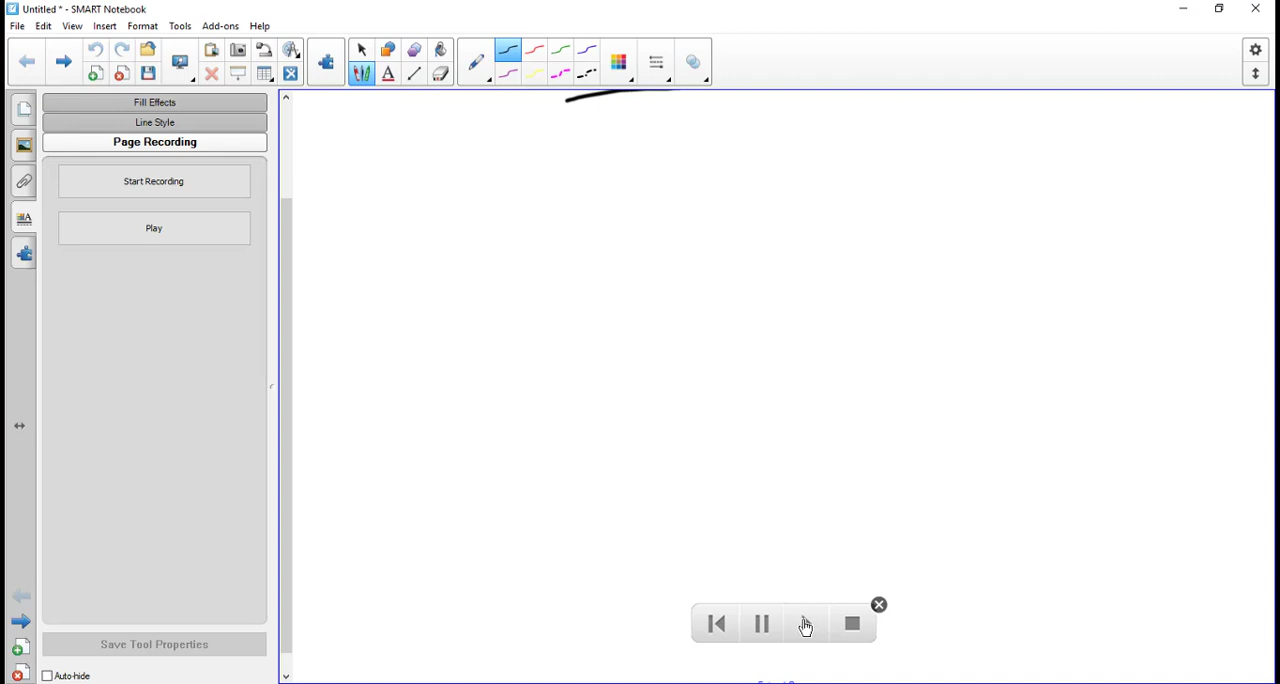 Untitled * - SMART Notebook
File Edit View Insert Format Tools Add-ons Help
Fill Effects
Line Style
Page Recording
Start Recording
Play
Save Tool Properties
Auto-hide